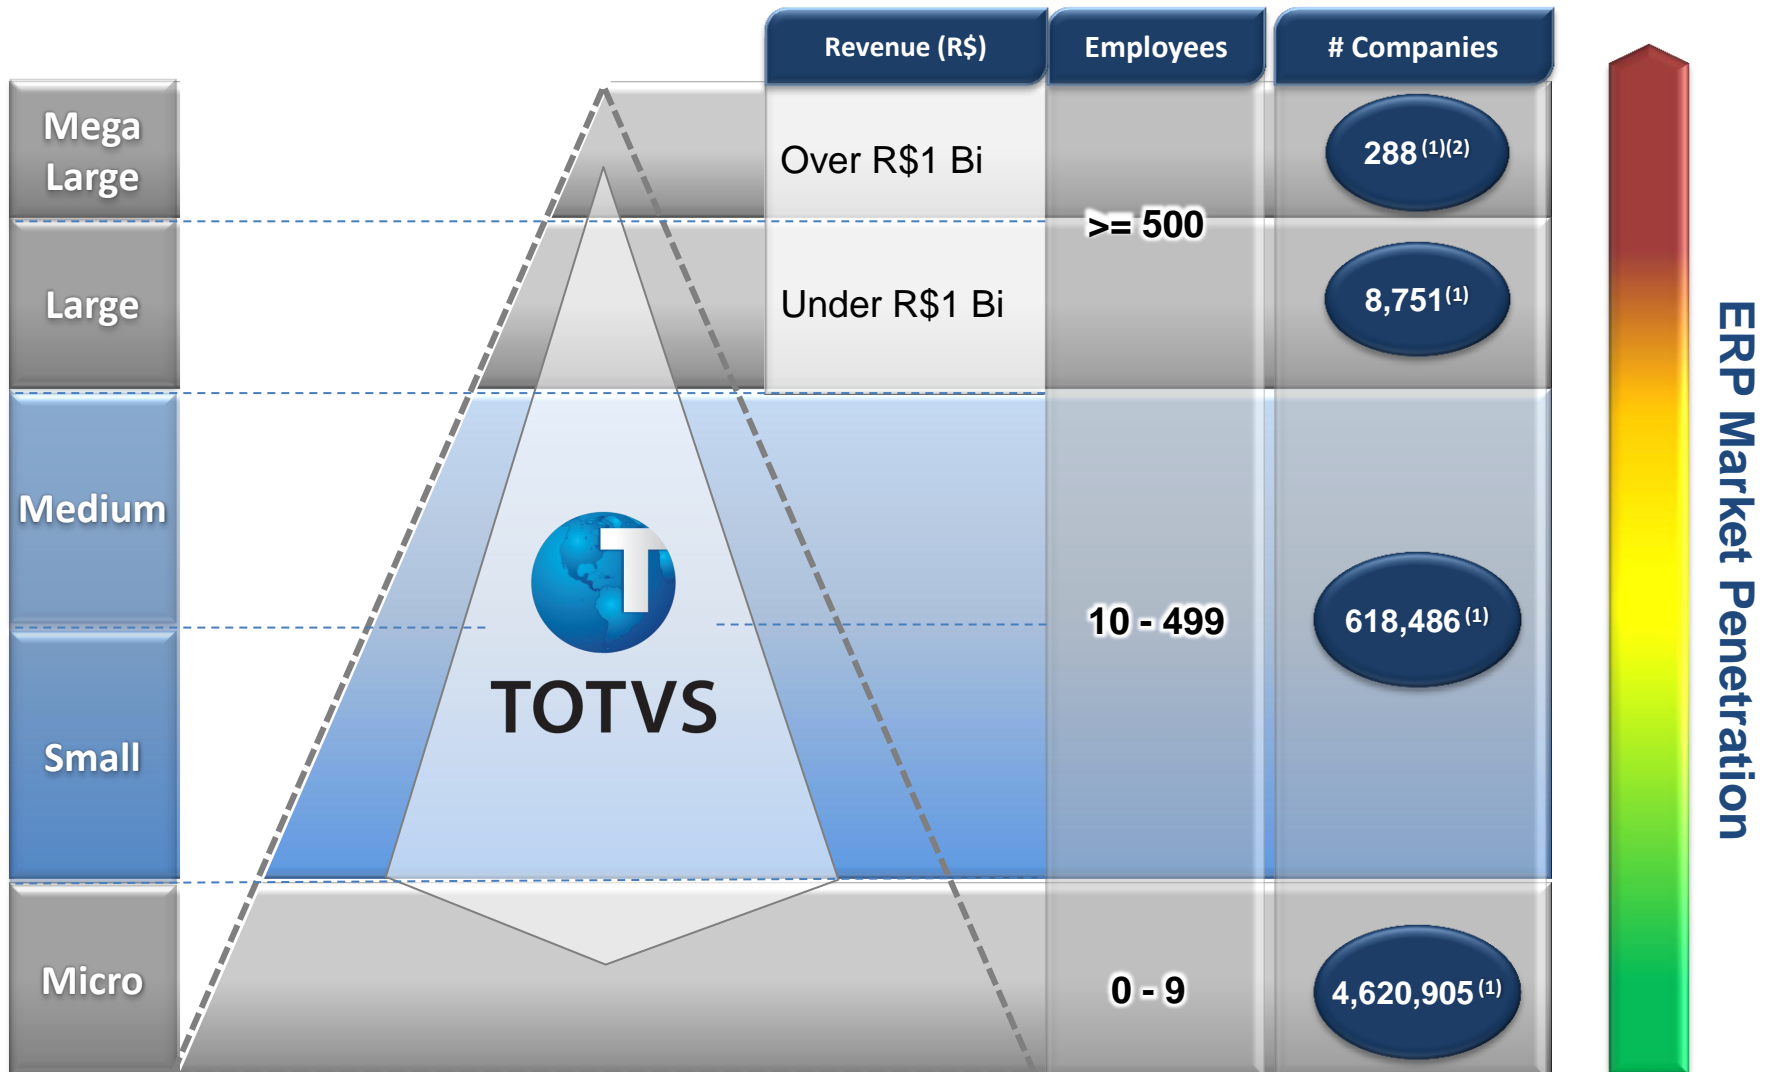 Revenue (R$) Employees # Companies
Mega
Large
Over R$1 Bi
288 (1)(2)
>= 500
Large
Under R$1 Bi
8,751(1)
Medium
T
TOTVS
10 - 499
618,486 (1)
Small
Micro
0 - 9
4,620,905 (1)
ERP Market Penetration